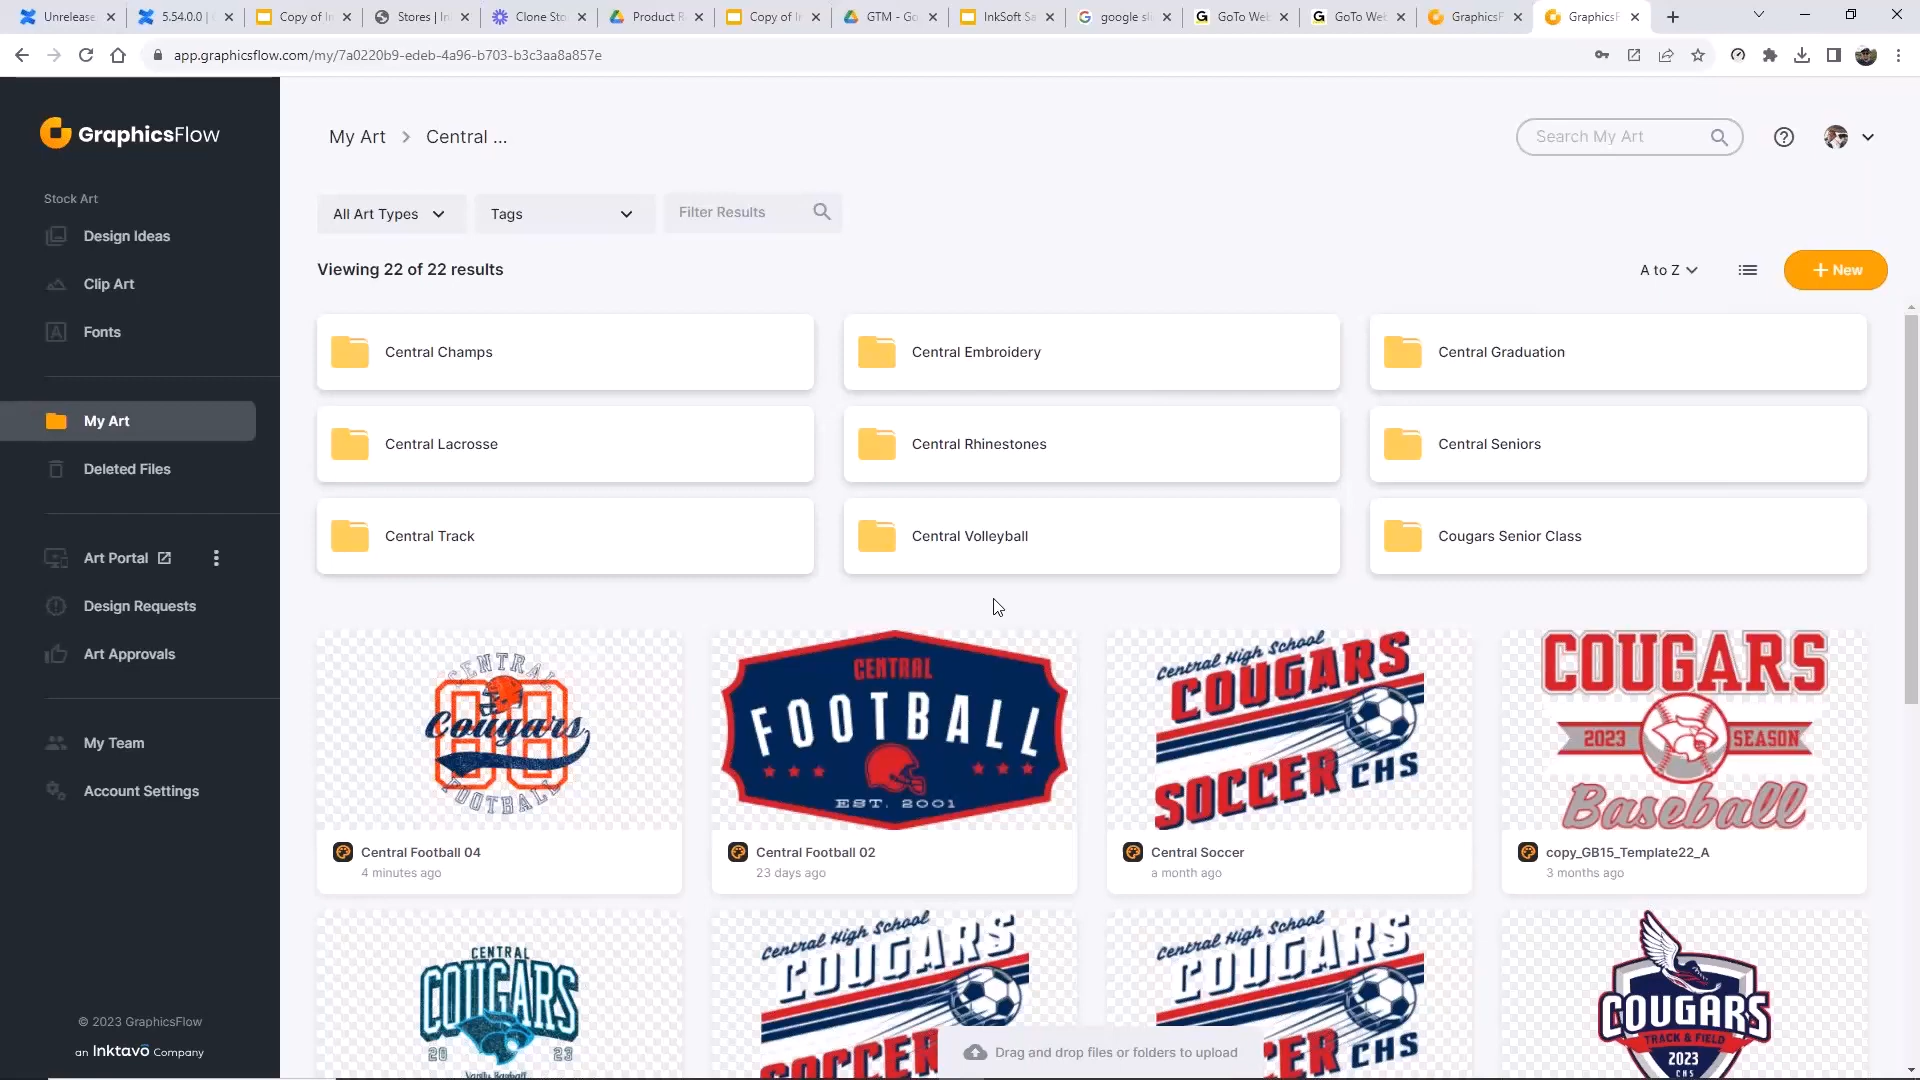 Unrelease
5.54.0.0 |
Copy of In
Stores | In
Clone Sto
Product R
Copy of In
GTM - Go
InkSoft Sa
google sli
GoTo Web
GoTo Web
GraphicsF
GraphicsF
app.graphicsflow.com/my/7a0220b9-edeb-4a96-b703-b3c3aa8a857e
GraphicsFlow
My Art > Central ...
Search My Art
Stock Art
Design Ideas
Clip Art
Fonts
My Art
Deleted Files
Art Portal
Design Requests
Art Approvals
My Team
Account Settings
© 2023 GraphicsFlow
an Inktavo Company
All Art Types
Tags
Filter Results
Viewing 22 of 22 results
A to Z
+ New
Central Champs
Central Embroidery
Central Graduation
Central Lacrosse
Central Rhinestones
Central Seniors
Central Track
Central Volleyball
Cougars Senior Class
CENTRAL
88
Cougars
FOOTBALL
Central Football 04
4 minutes ago
CENTRAL
FOOTBALL
EST. 2001
Central Football 02
23 days ago
Central High School
COUGARS
SOCCER CHS
Central Soccer
a month ago
COUGARS
2023 SEASON
Baseball
copy_GB15_Template22_A
3 months ago
CENTRAL
COUGARS
20 23
Varsity Baseball
Central High School
COUGARS
SOCCER
Central High School
COUGARS
CHS
COUGARS
TRACK & FIELD
2023
CHS
Drag and drop files or folders to upload